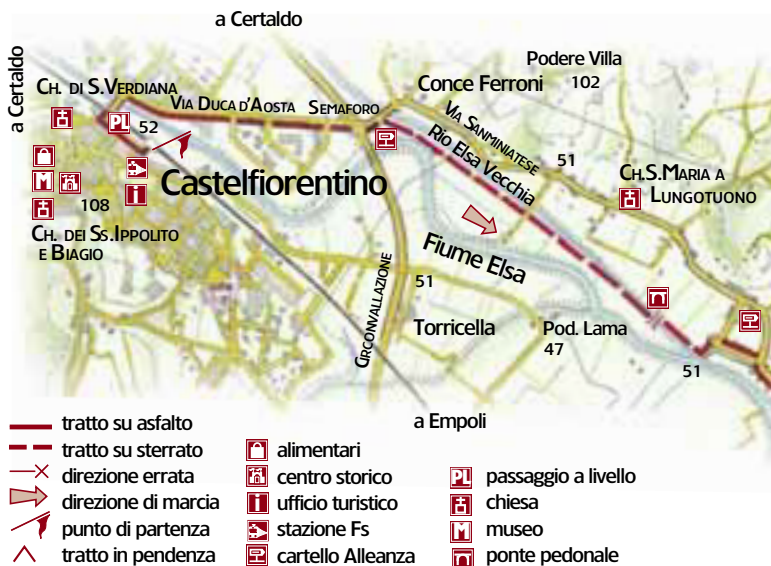 a Certaldo
a Certaldo
Podere Villa
102
CH. DI S.VERDIANA
Conce Ferroni
VIA DUCA D'AOSTA
SEMAFORO
VIA SANMINIATESE
PL
52
Rio Elsa Vecchia
51
CH.S.MARIA A
LUNGOTUONO
Castelfiorentino
M
i
108
CH. DEI SS.IPPOLITO
E BIAGIO
Fiume Elsa
51
CIRCONVALLAZIONE
Torricella
Pod. Lama
47
51
a Empoli
tratto su asfalto
tratto su sterrato
direzione errata
direzione di marcia
punto di partenza
tratto in pendenza
alimentari
centro storico
i ufficio turistico
stazione Fs
cartello Alleanza
PL passaggio a livello
chiesa
M museo
ponte pedonale